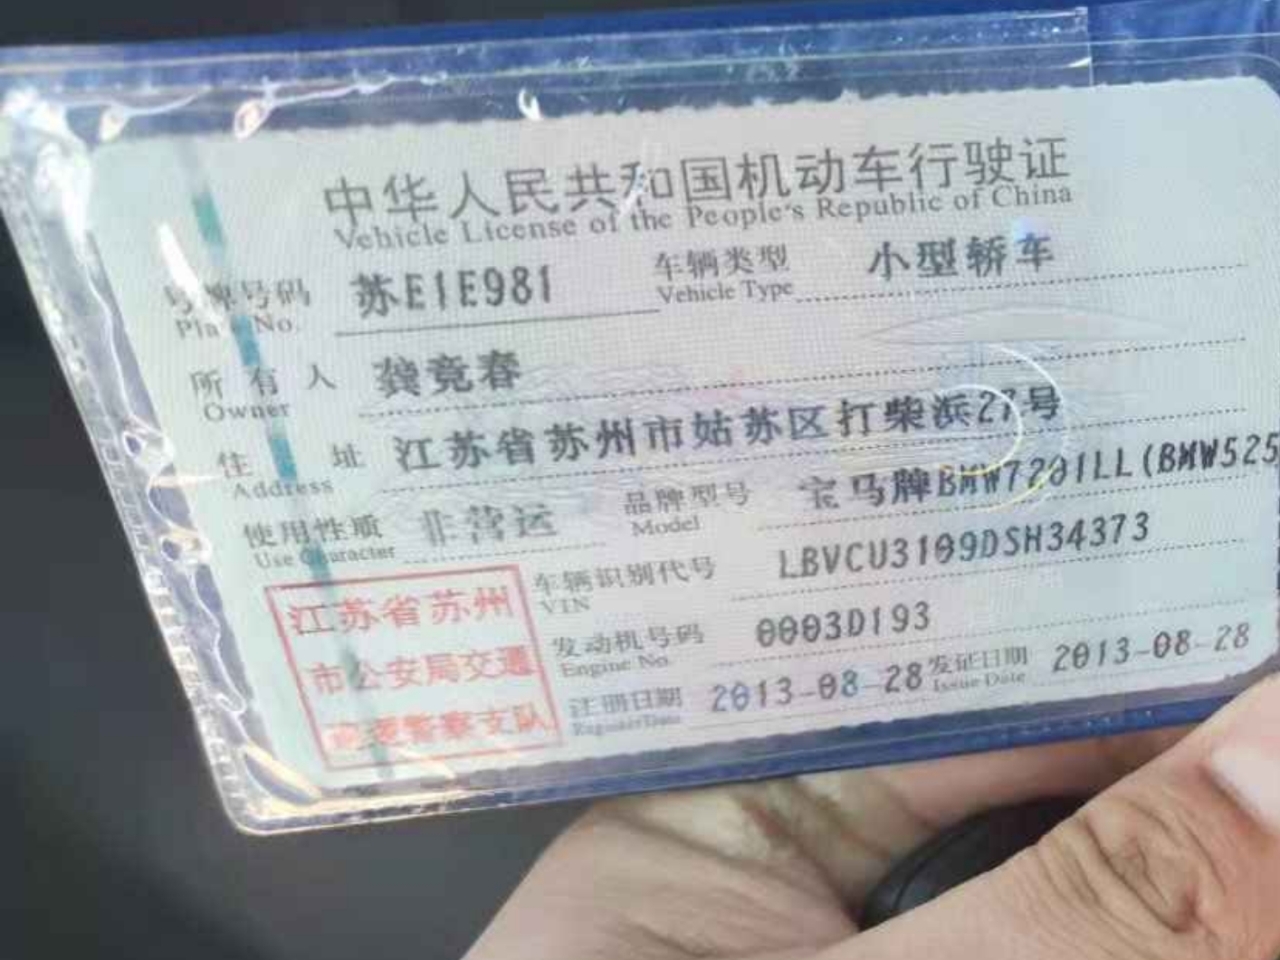 中华人民共和国机动车行驶证
Vehicle License of the People's Republic of China
号牌号码 苏E1E981 车辆类型 小型轿车
Plate No. Vehicle Type
所有人 龚竞春
Owner
住址 江苏省苏州市姑苏区打柴浜27号
Address
使用性质 非营运 品牌型号 宝马牌BMW7201LL(BMW525
Use Character Model
车辆识别代号 LBVCU3109DSH34373
VIN
发动机号码 0003D193
Engine No.
注册日期 2013-08-28 发证日期 2013-08-28
Register Date Issue Date
江苏省苏州
市公安局交通
警察支队